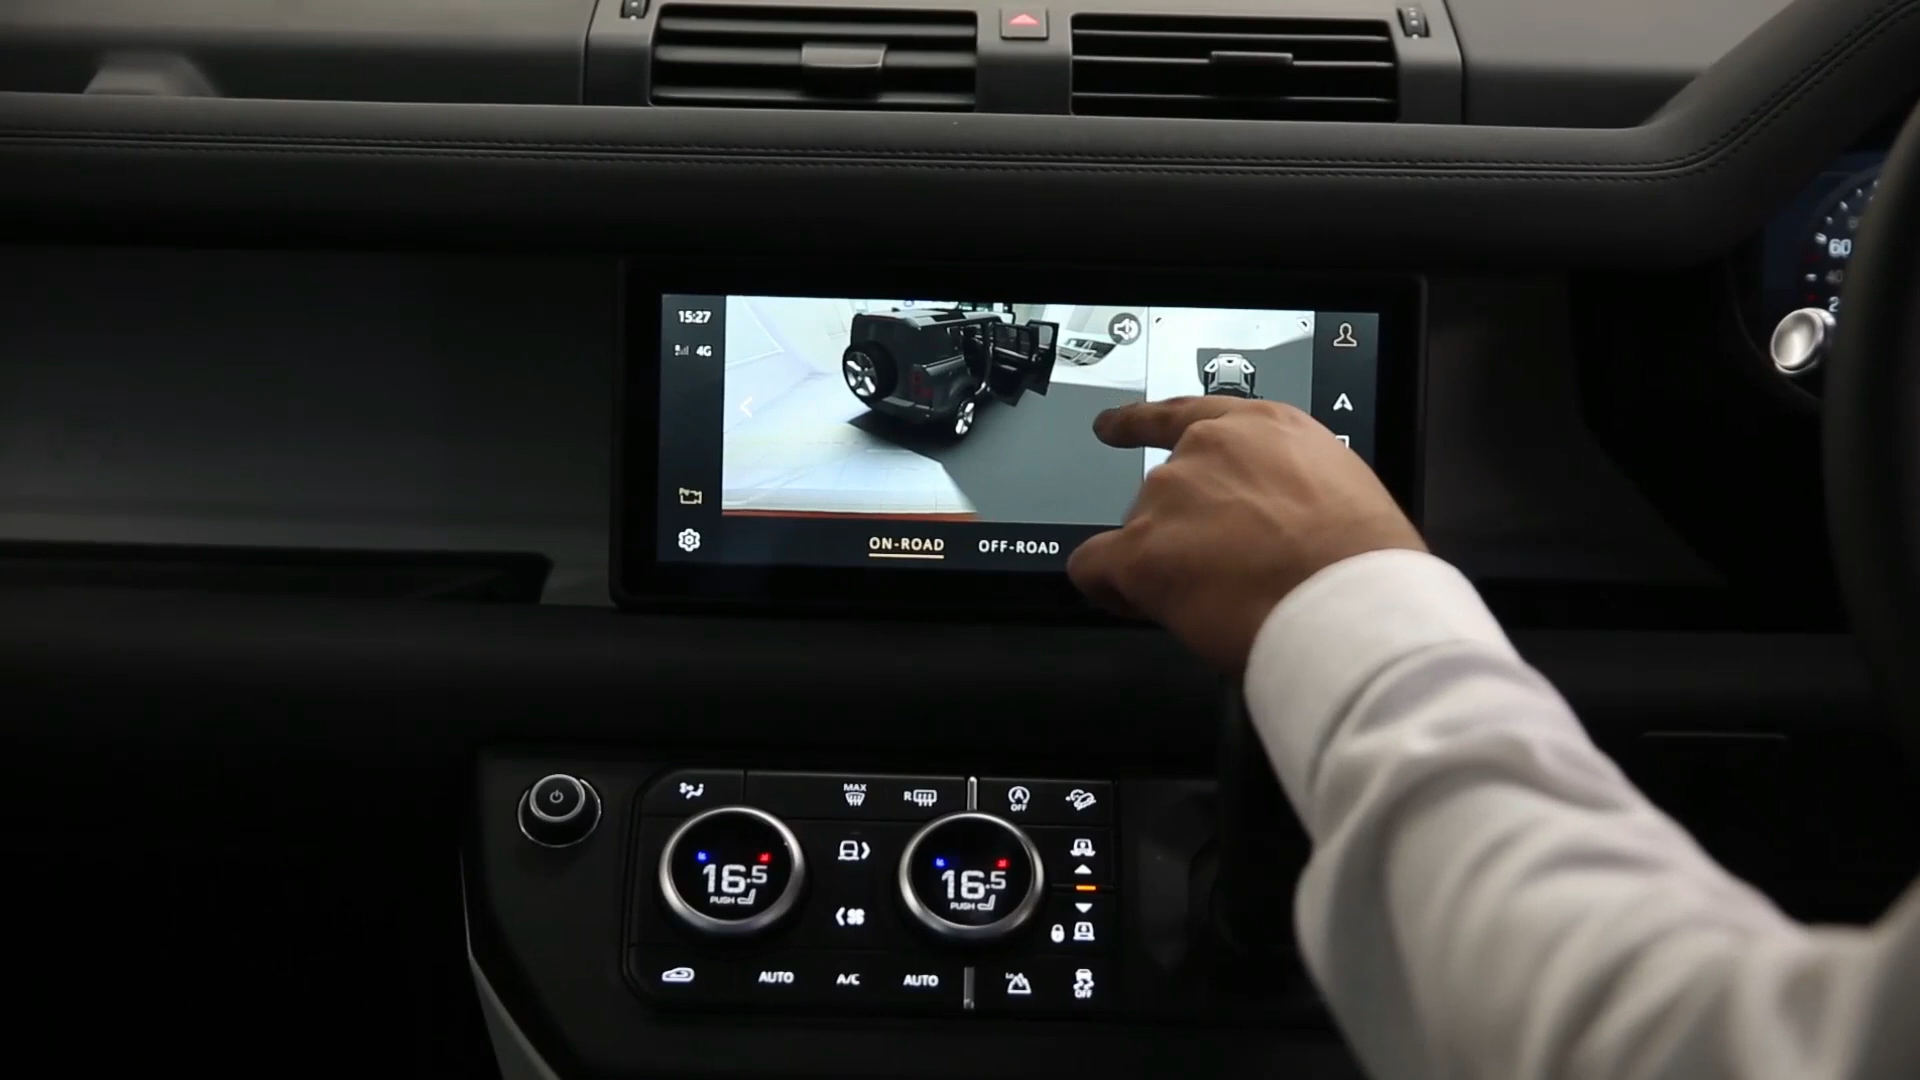 15:27
4G
ON-ROAD OFF-ROAD
60
40
MAX
R
A
OFF
16.5
PUSH
16.5
PUSH
AUTO A/C AUTO
OFF